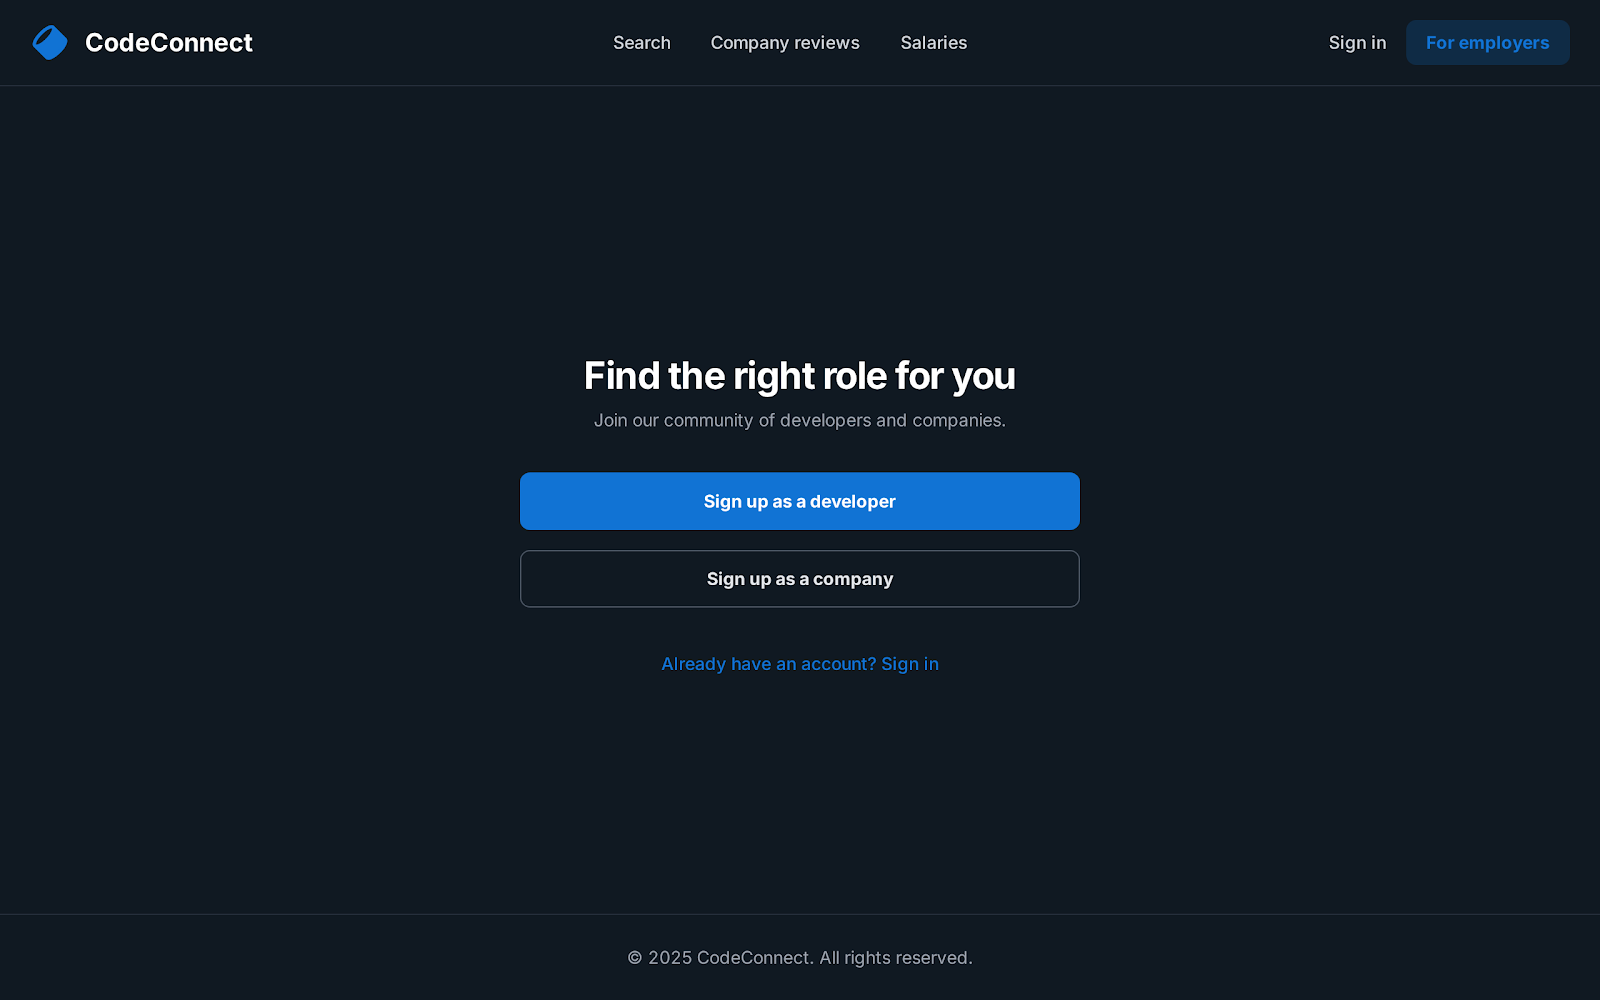 CodeConnect
Search
Company reviews
Salaries
Sign in
For employers
Find the right role for you
Join our community of developers and companies.
Sign up as a developer
Sign up as a company
Already have an account? Sign in
© 2025 CodeConnect. All rights reserved.